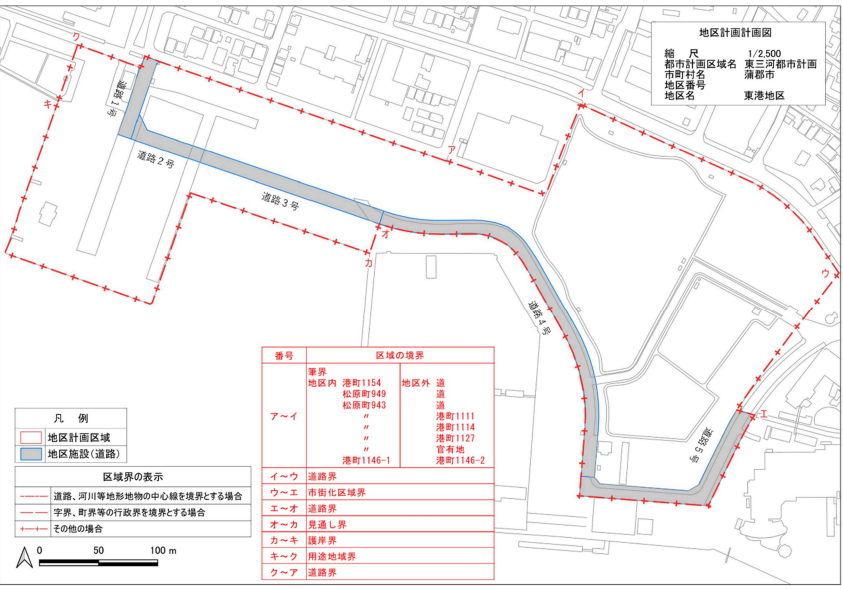 地区計画計画図
縮　尺　1/2,500
都市計画区域名　東三河都市計画
市町村名　蒲郡市
地区番号
地区名　東港地区
ク
キ
ア
イ
ウ
エ
オ
カ
道路1号
道路2号
道路3号
道路4号
道路5号
番号　区域の境界
ア～イ
筆界
地区内　港町1154　地区外　道
松原町949　道
松原町943　道
〃　港町1111
〃　港町1114
〃　港町1127
〃　官有地
港町1146-1　港町1146-2
イ～ウ　道路界
ウ～エ　市街化区域界
エ～オ　道路界
オ～カ　見通し界
カ～キ　護岸界
キ～ク　用途地域界
ク～ア　道路界
凡　例
地区計画区域
地区施設(道路)
区域界の表示
道路、河川等地形地物の中心線を境界とする場合
字界、町界等の行政界を境界とする場合
その他の場合
0　50　100 m